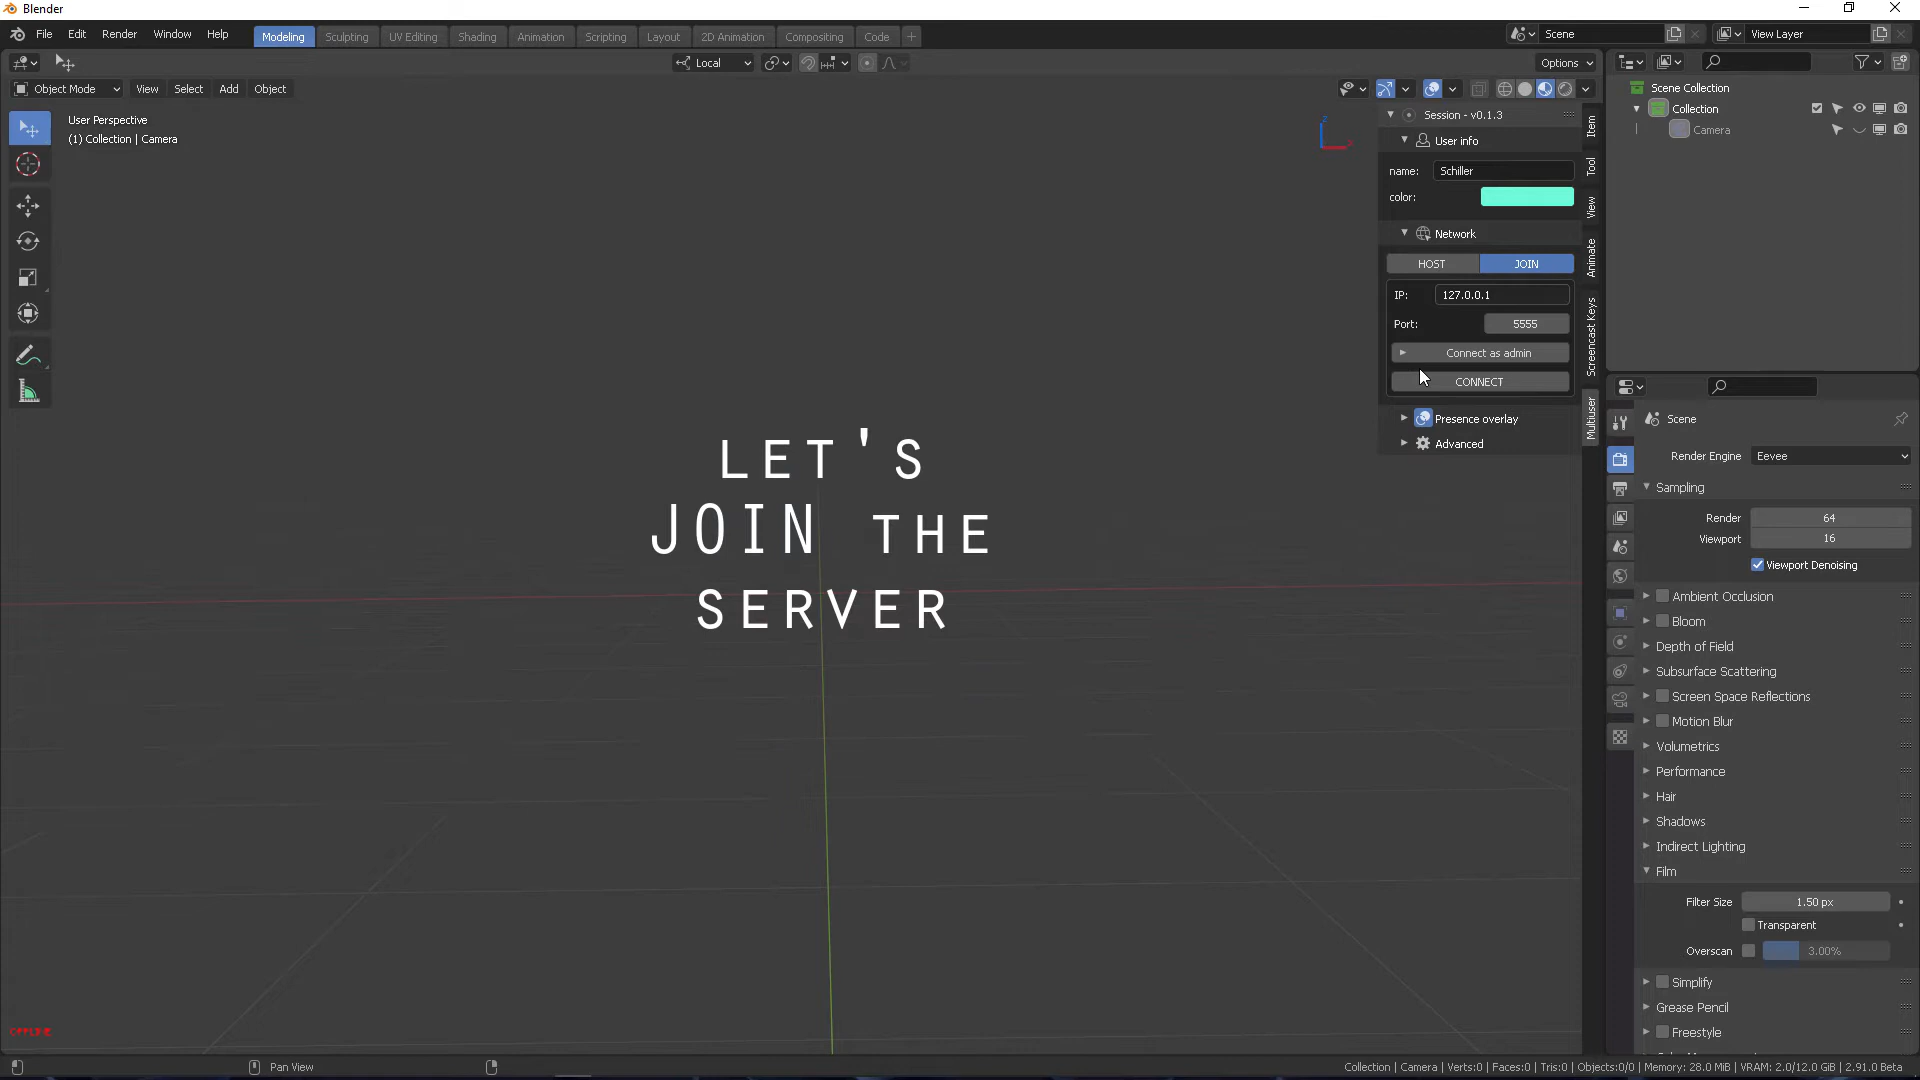 Blender
File Edit Render Window Help Modeling Sculpting UV Editing Shading Animation Scripting Layout 2D Animation Compositing Code + Scene View Layer
Local Options
Object Mode View Select Add Object
User Perspective
(1) Collection | Camera
Z
X
Session - v0.1.3
User info
name: Schiller
color:
Network
HOST JOIN
IP: 127.0.0.1
Port: 5555
Connect as admin
CONNECT
Presence overlay
Advanced
Item
Tool
View
Animate
Screencast Keys
Multiuser
Scene Collection
Collection
Camera
Scene
Render Engine Eevee
Sampling
Render 64
Viewport 16
Viewport Denoising
Ambient Occlusion
Bloom
Depth of Field
Subsurface Scattering
Screen Space Reflections
Motion Blur
Volumetrics
Performance
Hair
Shadows
Indirect Lighting
Film
Filter Size 1.50 px
Transparent
Overscan 3.00%
Simplify
Grease Pencil
Freestyle
LET'S
JOIN THE
SERVER
OFFLINE
Pan View
Collection | Camera | Verts:0 | Faces:0 | Tris:0 | Objects:0/0 | Memory: 28.0 MiB | VRAM: 2.0/12.0 GiB | 2.91.0 Beta